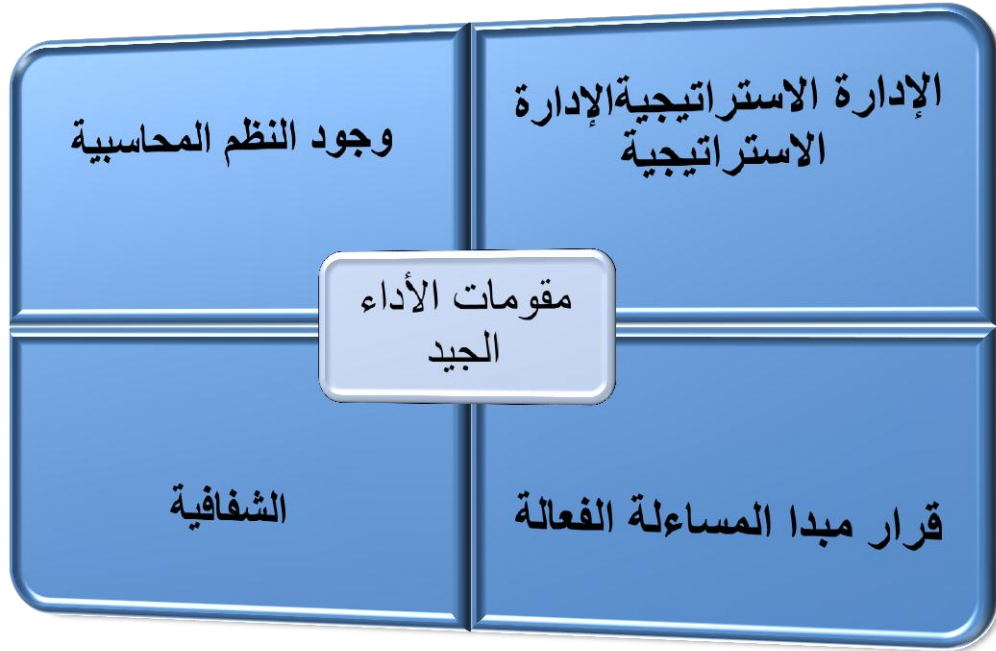 الإدارة الاستراتيجيةالإدارة
الاستراتيجية
وجود النظم المحاسبية
مقومات الأداء
الجيد
قرار مبدا المساءلة الفعالة
الشفافية